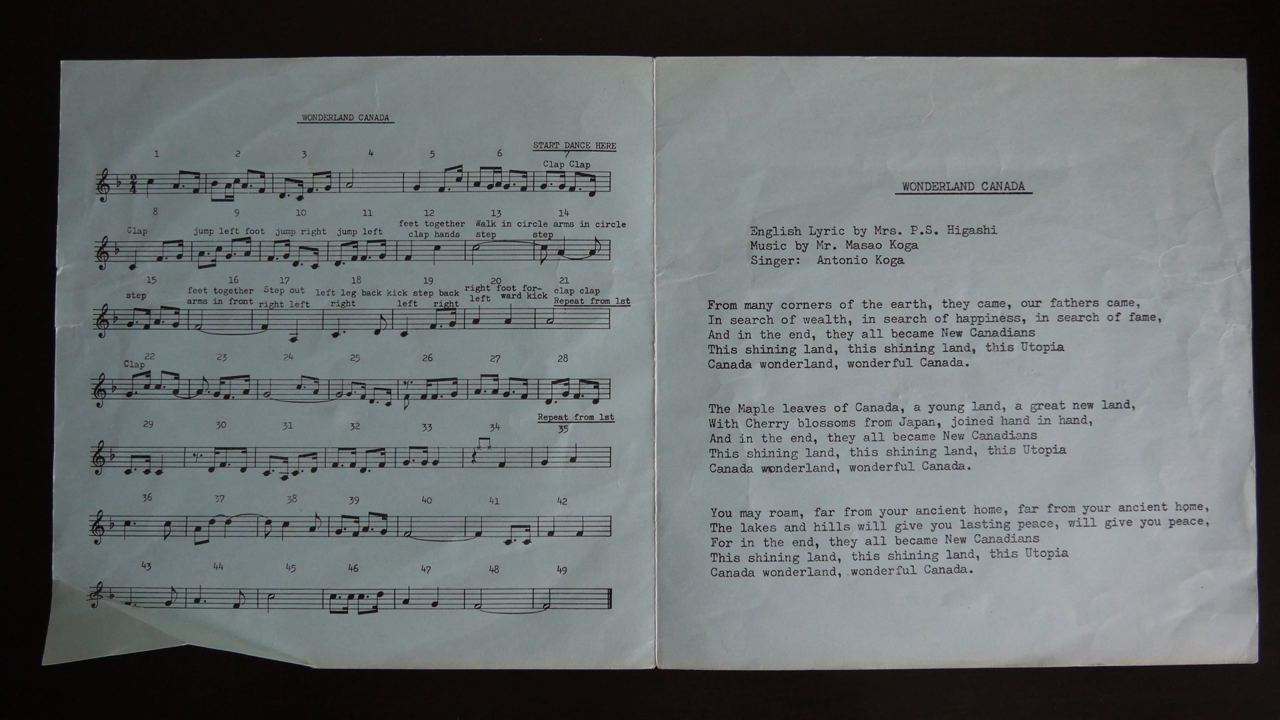 WONDERLAND CANADA
START DANCE HERE
1 2 3 4 5 6 7
Clap Clap
8 9 10 11 12 13 14
feet together Walk in circle arms in circle
Clap jump left foot jump right jump left clap hands step step
15 16 17 18 19 20 21
feet together Step out left leg back kick step back right foot for- clap clap
step arms in front right left right left right left ward kick Repeat from 1st
22 23 24 25 26 27 28
Clap
Repeat from 1st
29 30 31 32 33 34 35
36 37 38 39 40 41 42
43 44 45 46 47 48 49
WONDERLAND CANADA
English Lyric by Mrs. P.S. Higashi
Music by Mr. Masao Koga
Singer: Antonio Koga
From many corners of the earth, they came, our fathers came,
In search of wealth, in search of happiness, in search of fame,
And in the end, they all became New Canadians
This shining land, this shining land, this Utopia
Canada wonderland, wonderful Canada.
The Maple leaves of Canada, a young land, a great new land,
With Cherry blossoms from Japan, joined hand in hand,
And in the end, they all became New Canadians
This shining land, this shining land, this Utopia
Canada wonderland, wonderful Canada.
You may roam, far from your ancient home, far from your ancient home,
The lakes and hills will give you lasting peace, will give you peace,
For in the end, they all became New Canadians
This shining land, this shining land, this Utopia
Canada wonderland, wonderful Canada.